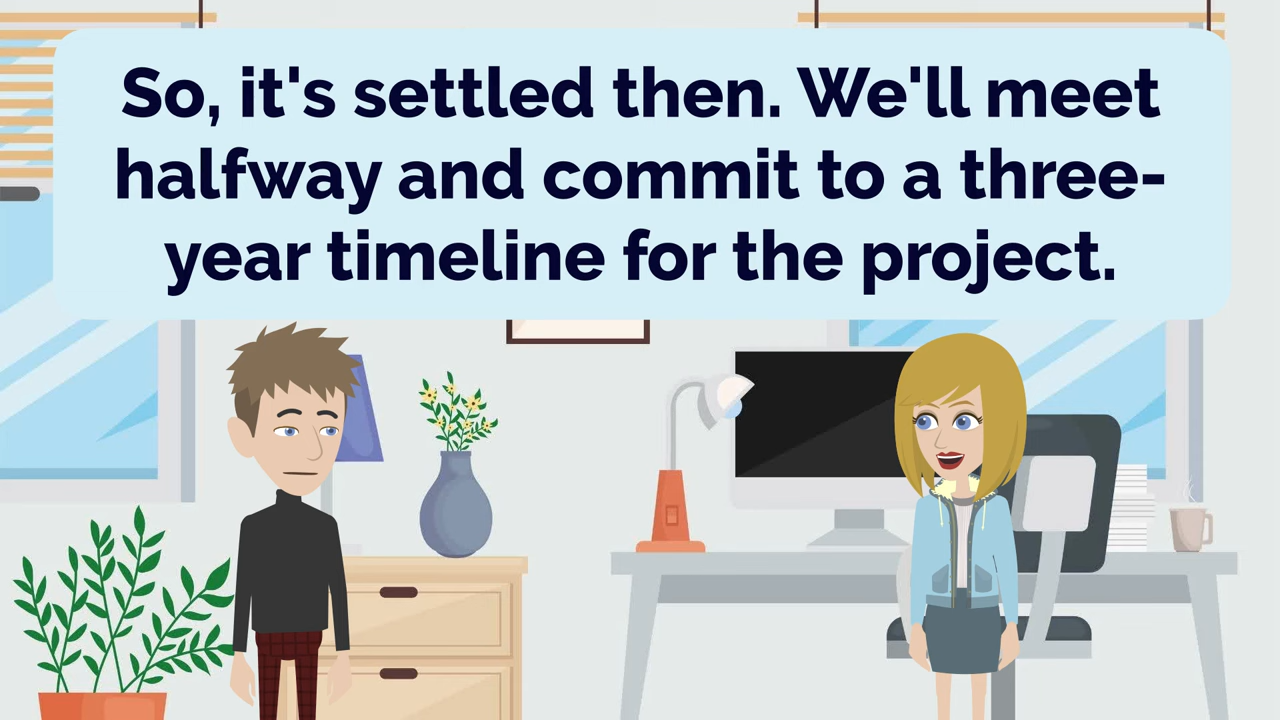 So, it's settled then. We'll meet
halfway and commit to a three-
year timeline for the project.